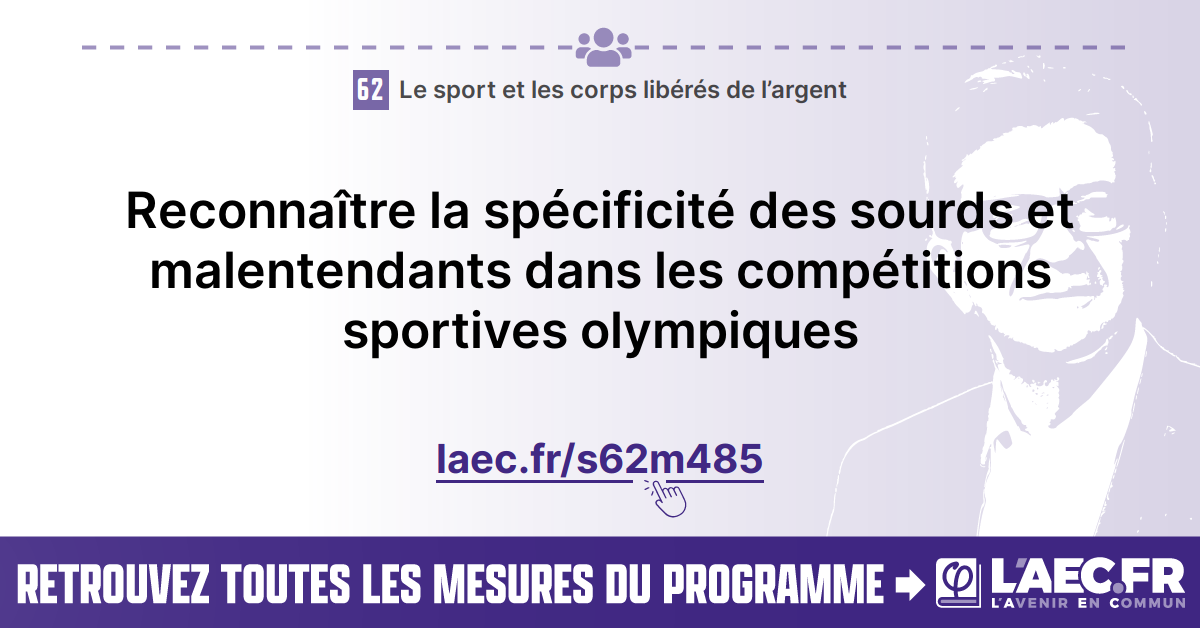 62 Le sport et les corps libérés de l’argent
Reconnaître la spécificité des sourds et
malentendants dans les compétitions
sportives olympiques
laec.fr/s62m485
RETROUVEZ TOUTES LES MESURES DU PROGRAMME
L'AEC.FR
L'AVENIR EN COMMUN